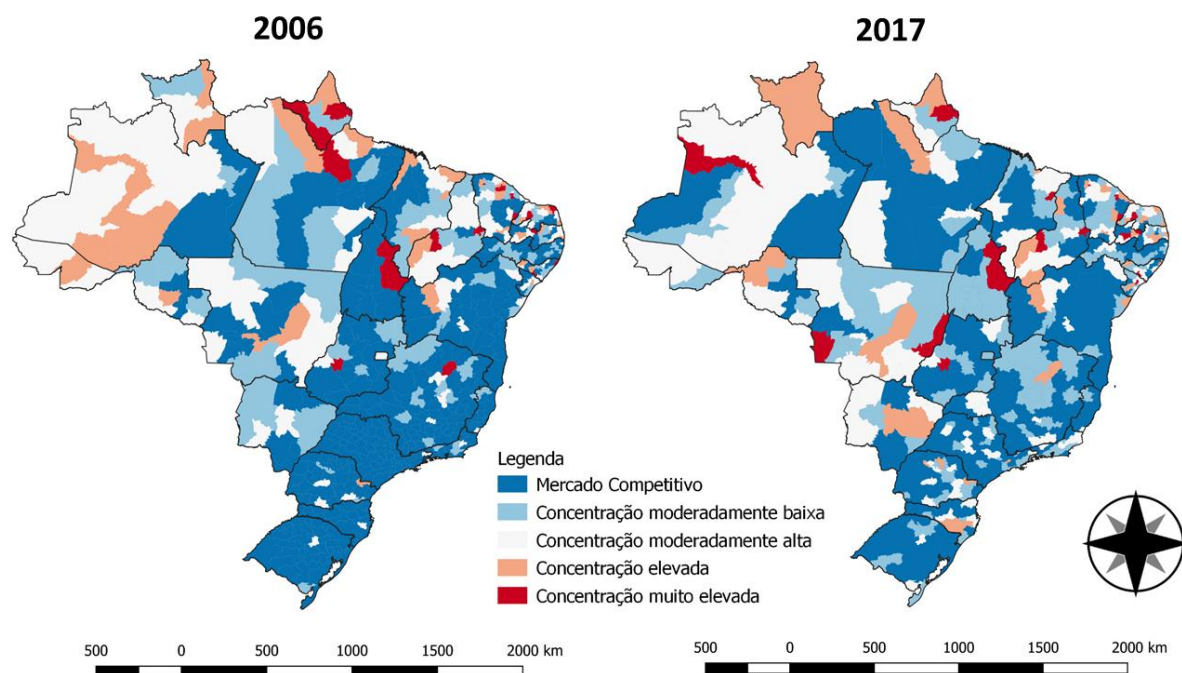 2006
2017
Legenda
Mercado Competitivo
Concentração moderadamente baixa
Concentração moderadamente alta
Concentração elevada
Concentração muito elevada
500 0 500 1000 1500 2000 km
500 0 500 1000 1500 2000 km